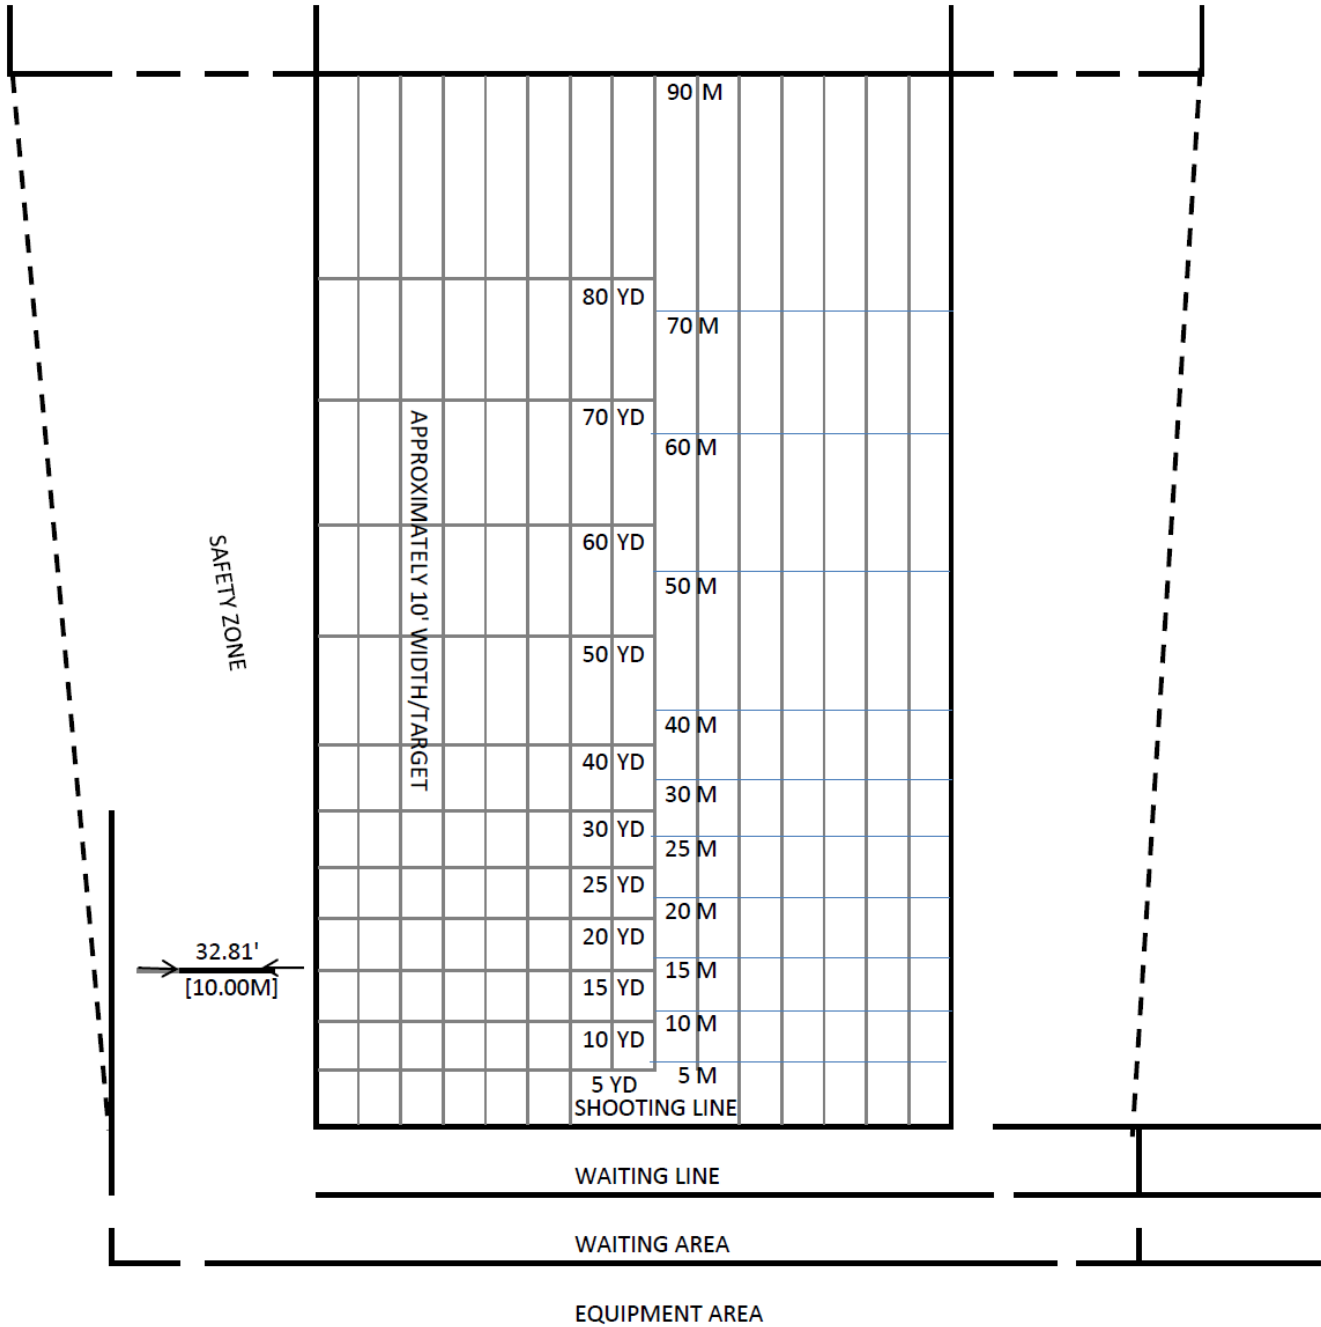 90 M
80 YD
70 M
70 YD
60 M
60 YD
50 M
50 YD
40 M
40 YD
30 M
30 YD
25 M
25 YD
20 M
20 YD
15 M
15 YD
10 M
10 YD
5 M
5 YD
SHOOTING LINE
APPROXIMATELY 10' WIDTH/TARGET
SAFETY ZONE
32.81'
[10.00M]
WAITING LINE
WAITING AREA
EQUIPMENT AREA